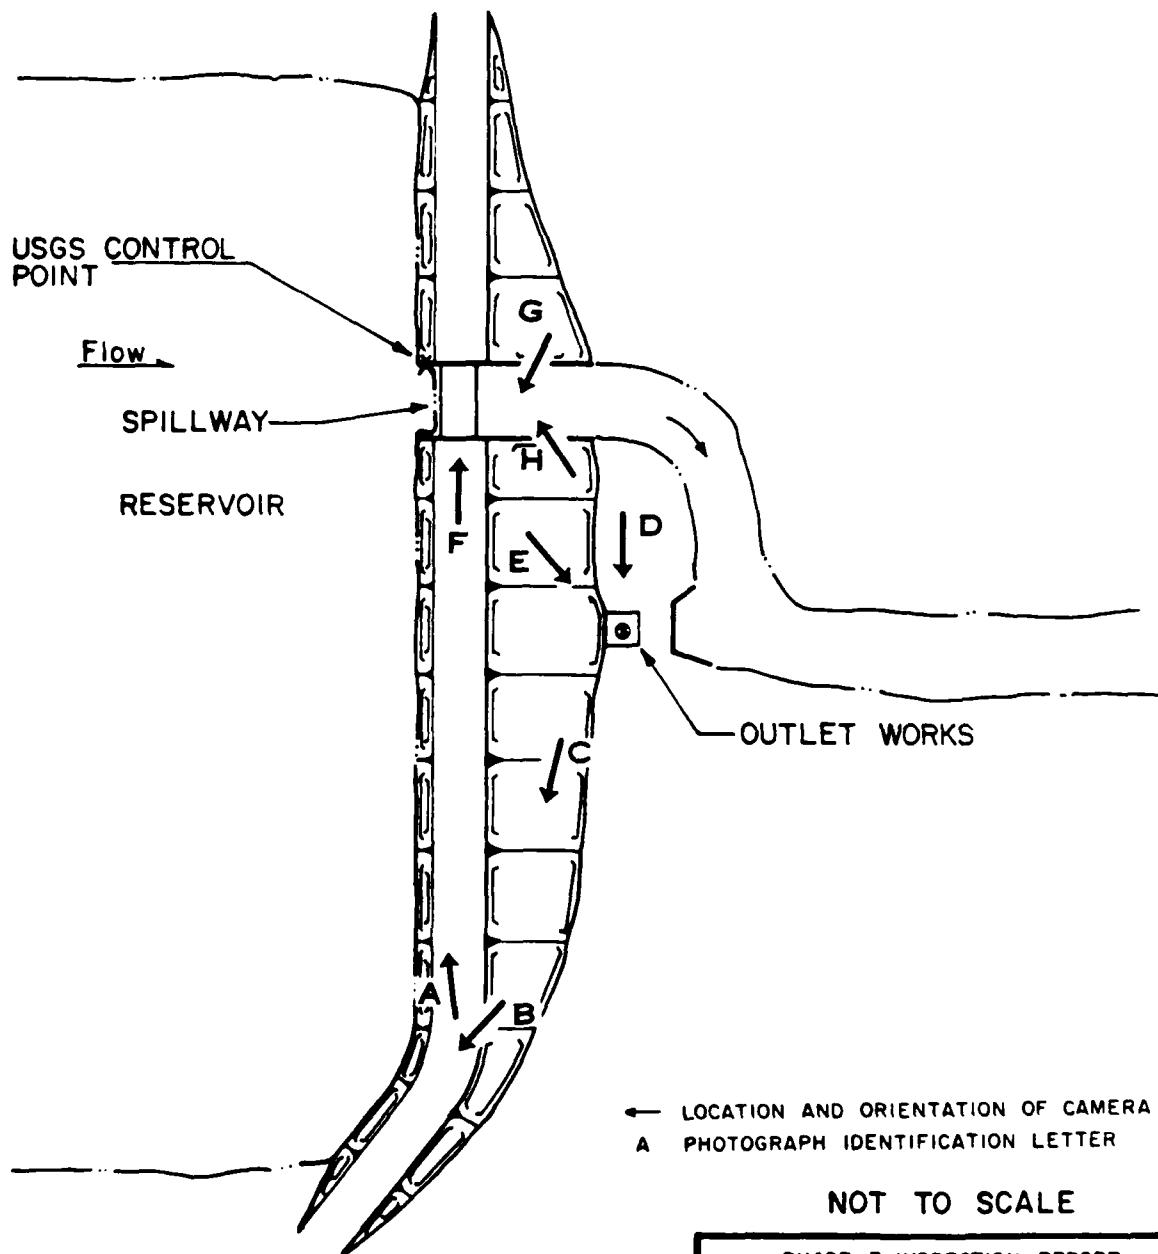 USGS CONTROL
POINT
Flow
SPILLWAY
RESERVOIR
G
H
F
E
D
OUTLET WORKS
C
A
B
← LOCATION AND ORIENTATION OF CAMERA
A PHOTOGRAPH IDENTIFICATION LETTER
NOT TO SCALE